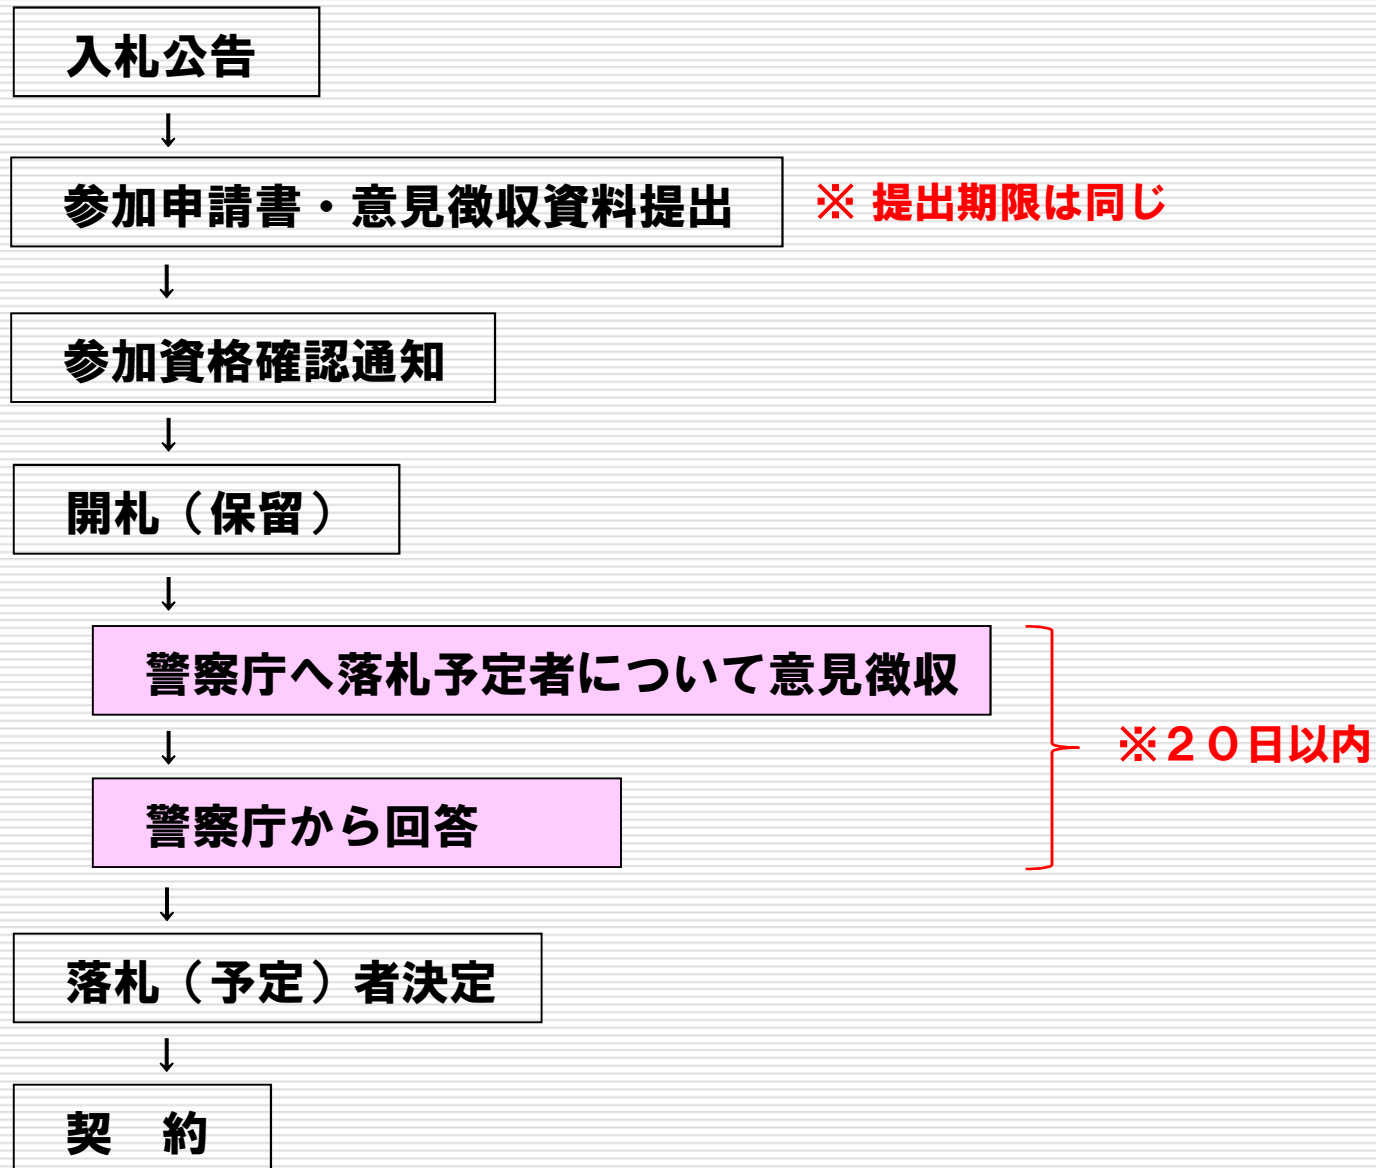 入札公告
↓
参加申請書・意見徴収資料提出 ※ 提出期限は同じ
↓
参加資格確認通知
↓
開札（保留）
↓
警察庁へ落札予定者について意見徴収
↓
※２０日以内
警察庁から回答
↓
落札（予定）者決定
↓
契　約